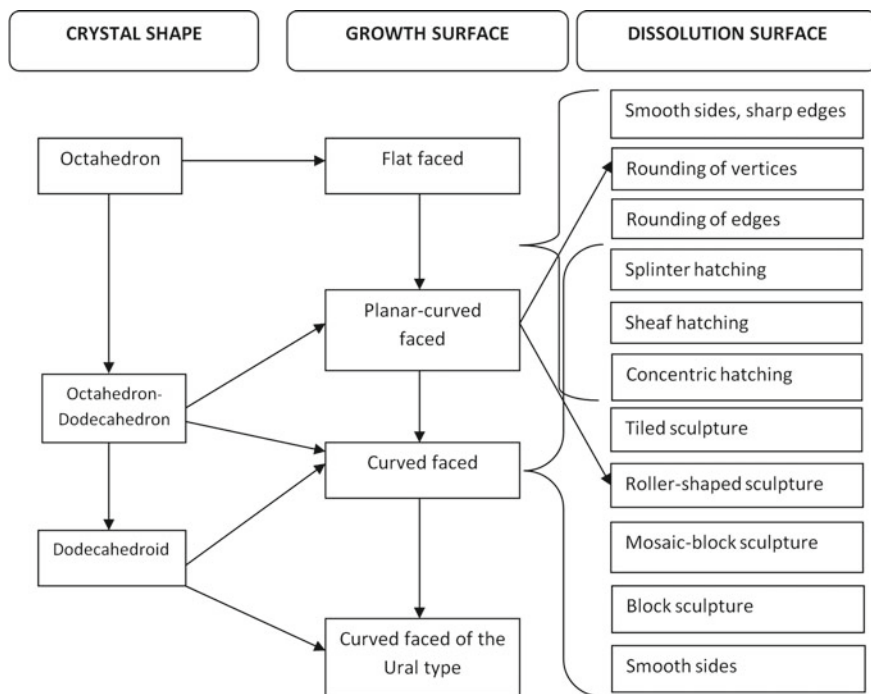 CRYSTAL SHAPE
GROWTH SURFACE
DISSOLUTION SURFACE
Octahedron
Octahedron-
Dodecahedron
Dodecahedroid
Flat faced
Planar-curved
faced
Curved faced
Curved faced of the
Ural type
Smooth sides, sharp edges
Rounding of vertices
Rounding of edges
Splinter hatching
Sheaf hatching
Concentric hatching
Tiled sculpture
Roller-shaped sculpture
Mosaic-block sculpture
Block sculpture
Smooth sides